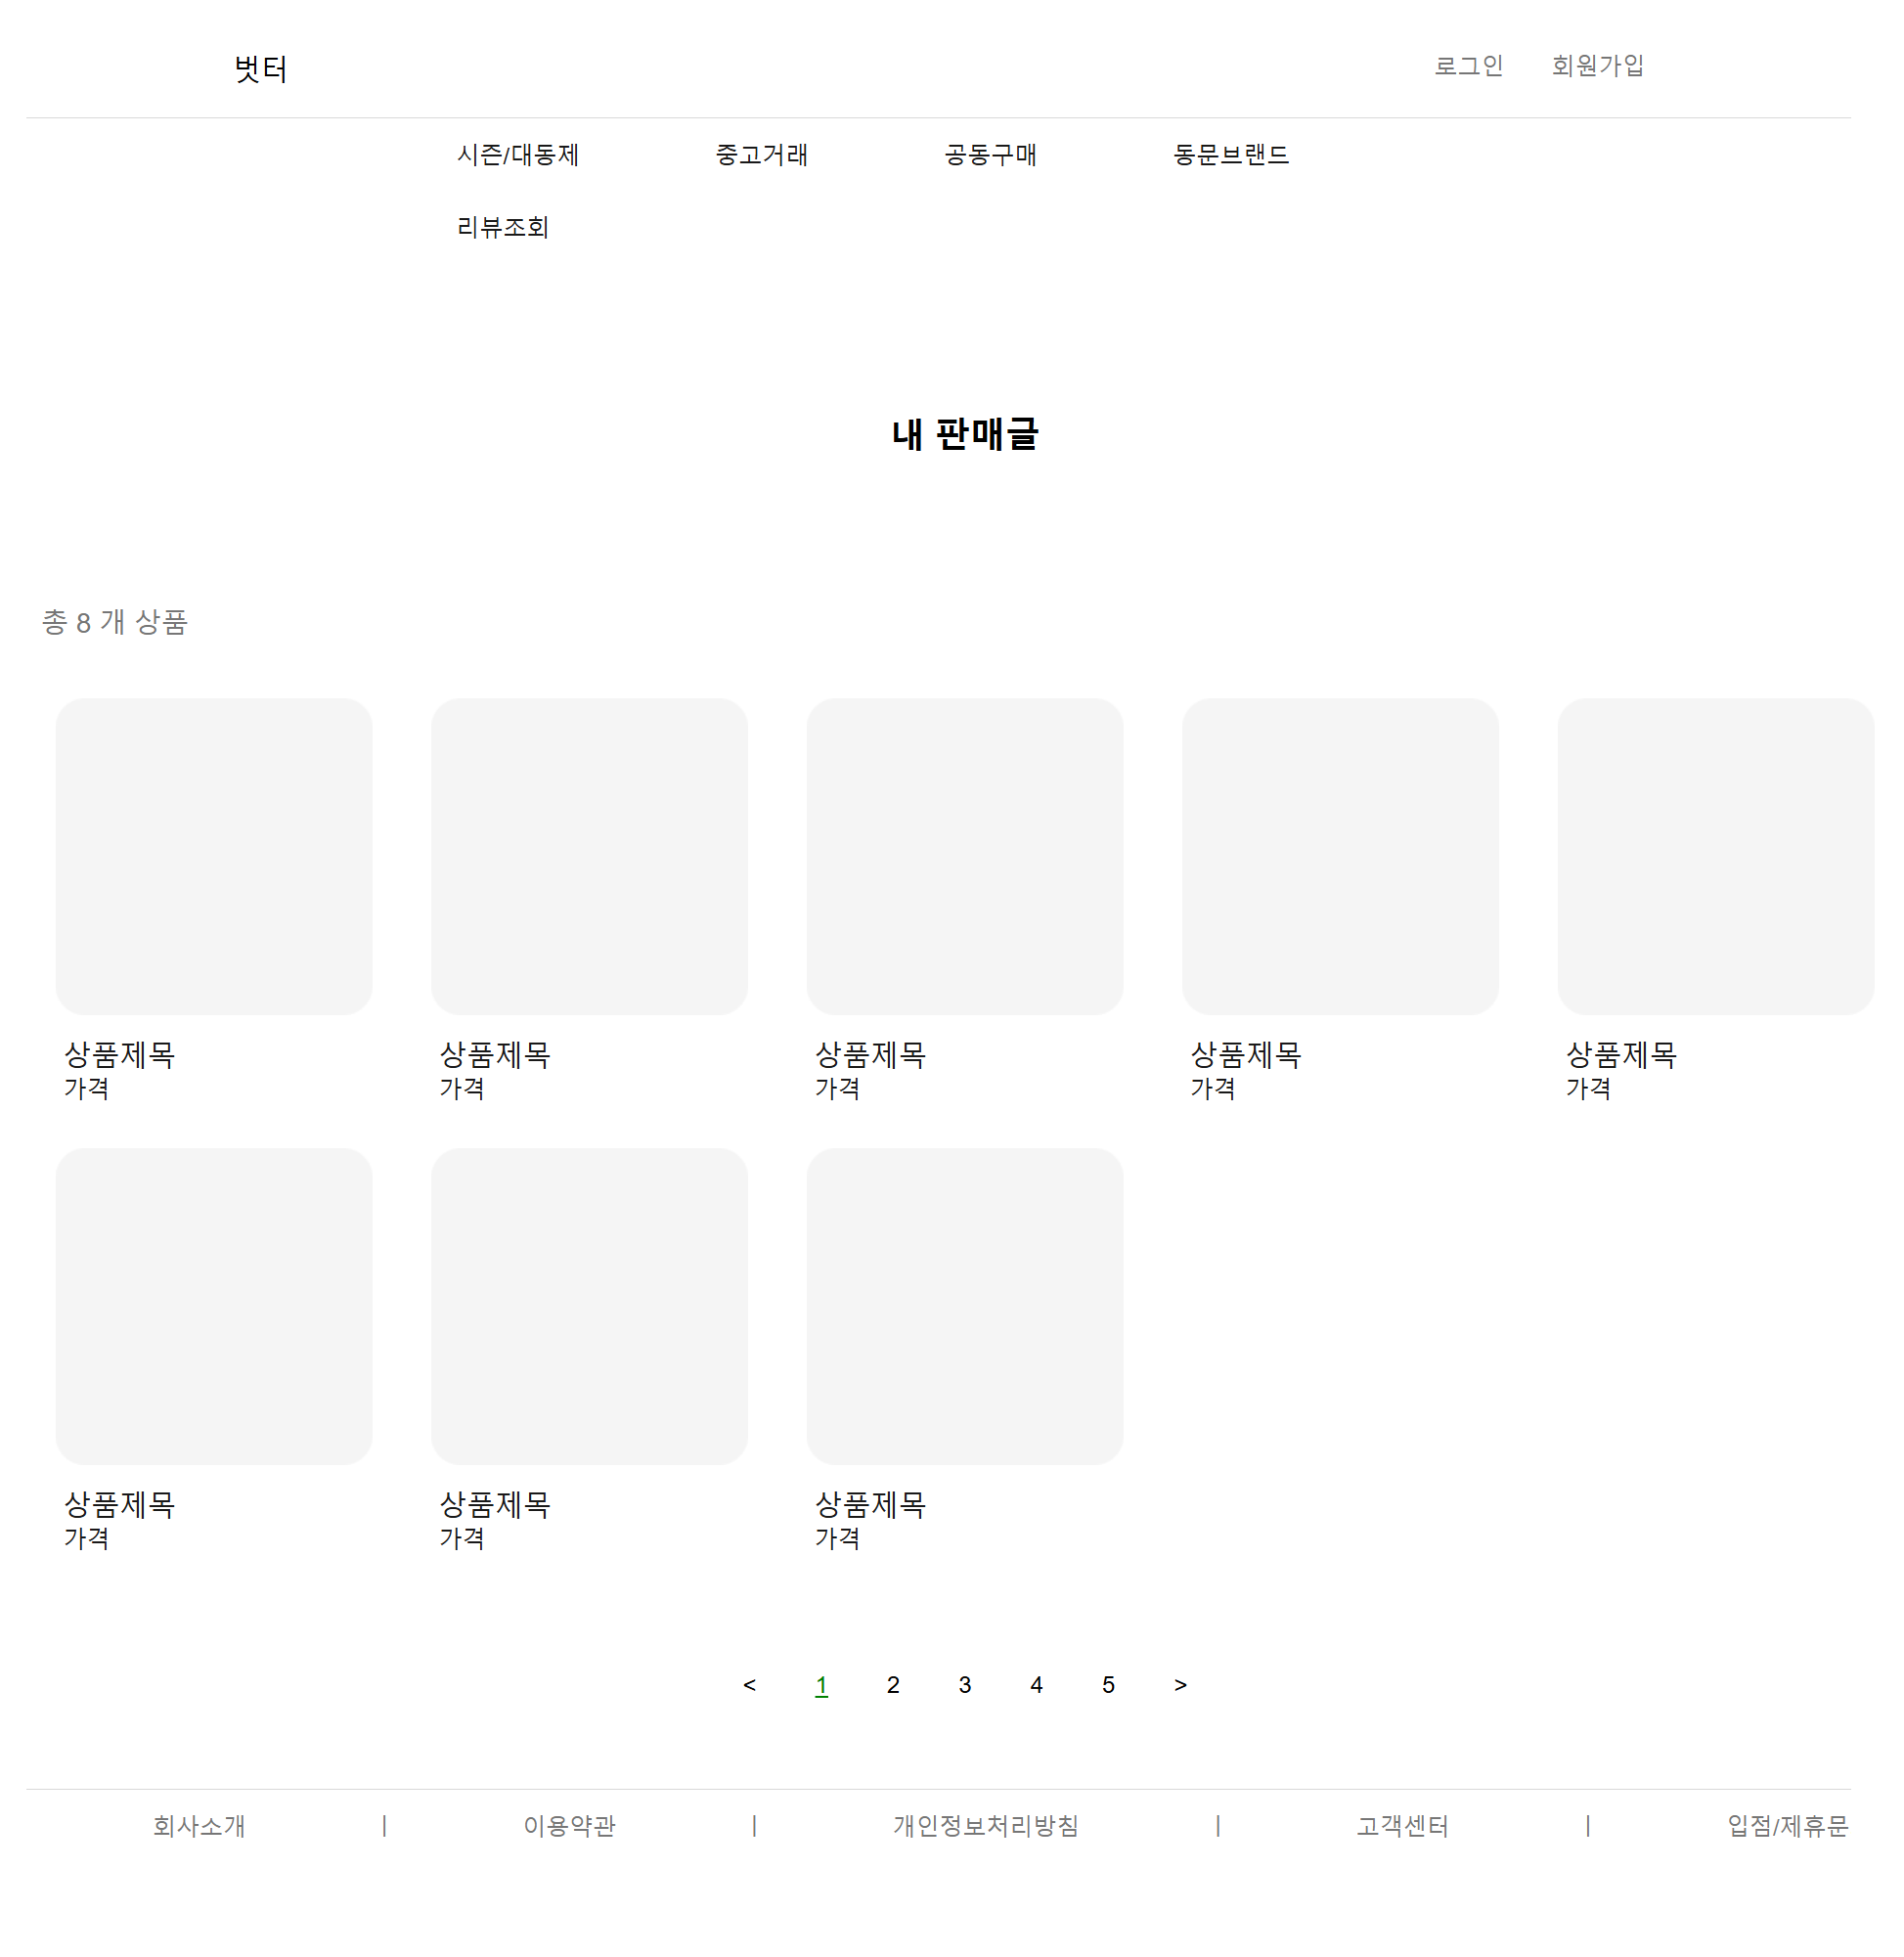 벗터
로그인 회원가입
시즌/대동제 중고거래 공동구매 동문브랜드
리뷰조회
내 판매글
총 8 개 상품
상품제목 상품제목 상품제목 상품제목 상품제목
가격 가격 가격 가격 가격
상품제목 상품제목 상품제목
가격 가격 가격
< 1 2 3 4 5 >
회사소개 | 이용약관 | 개인정보처리방침 | 고객센터 | 입점/제휴문